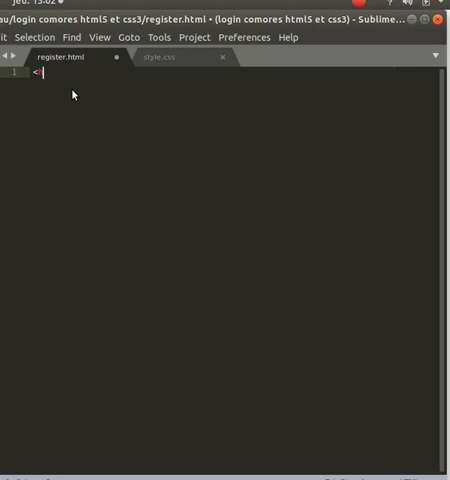 jeu. 13:02
au/login comores html5 et css3/register.html • (login comores html5 et css3) - Sublime...
it Selection Find View Goto Tools Project Preferences Help
register.html style.css
1 <h